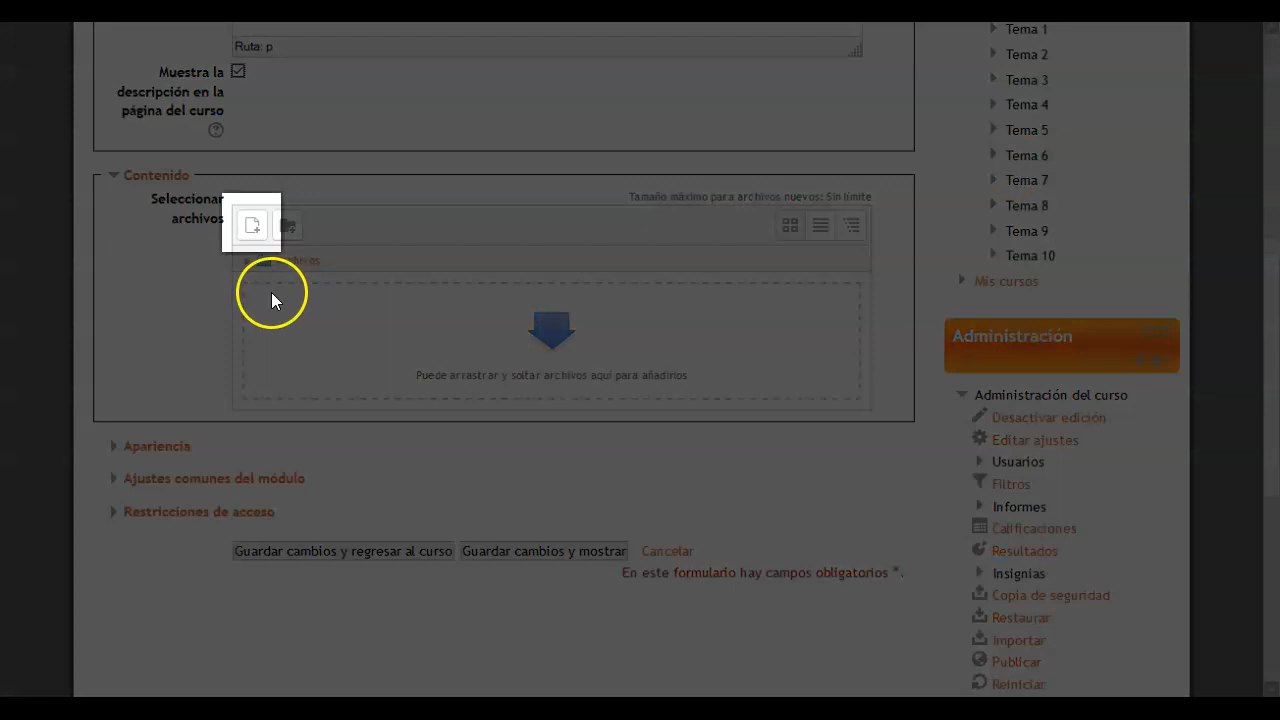 Ruta: p
Muestra la
descripción en la
página del curso
Contenido
Seleccionar
archivos
Tamaño máximo para archivos nuevos: Sin límite
Puede arrastrar y soltar archivos aquí para añadirlos
Apariencia
Ajustes comunes del módulo
Restricciones de acceso
Guardar cambios y regresar al curso
Guardar cambios y mostrar
Cancelar
En este formulario hay campos obligatorios *.
Tema 1
Tema 2
Tema 3
Tema 4
Tema 5
Tema 6
Tema 7
Tema 8
Tema 9
Tema 10
Mis cursos
Administración
Administración del curso
Desactivar edición
Editar ajustes
Usuarios
Filtros
Informes
Calificaciones
Resultados
Insignias
Copia de seguridad
Restaurar
Importar
Publicar
Reiniciar